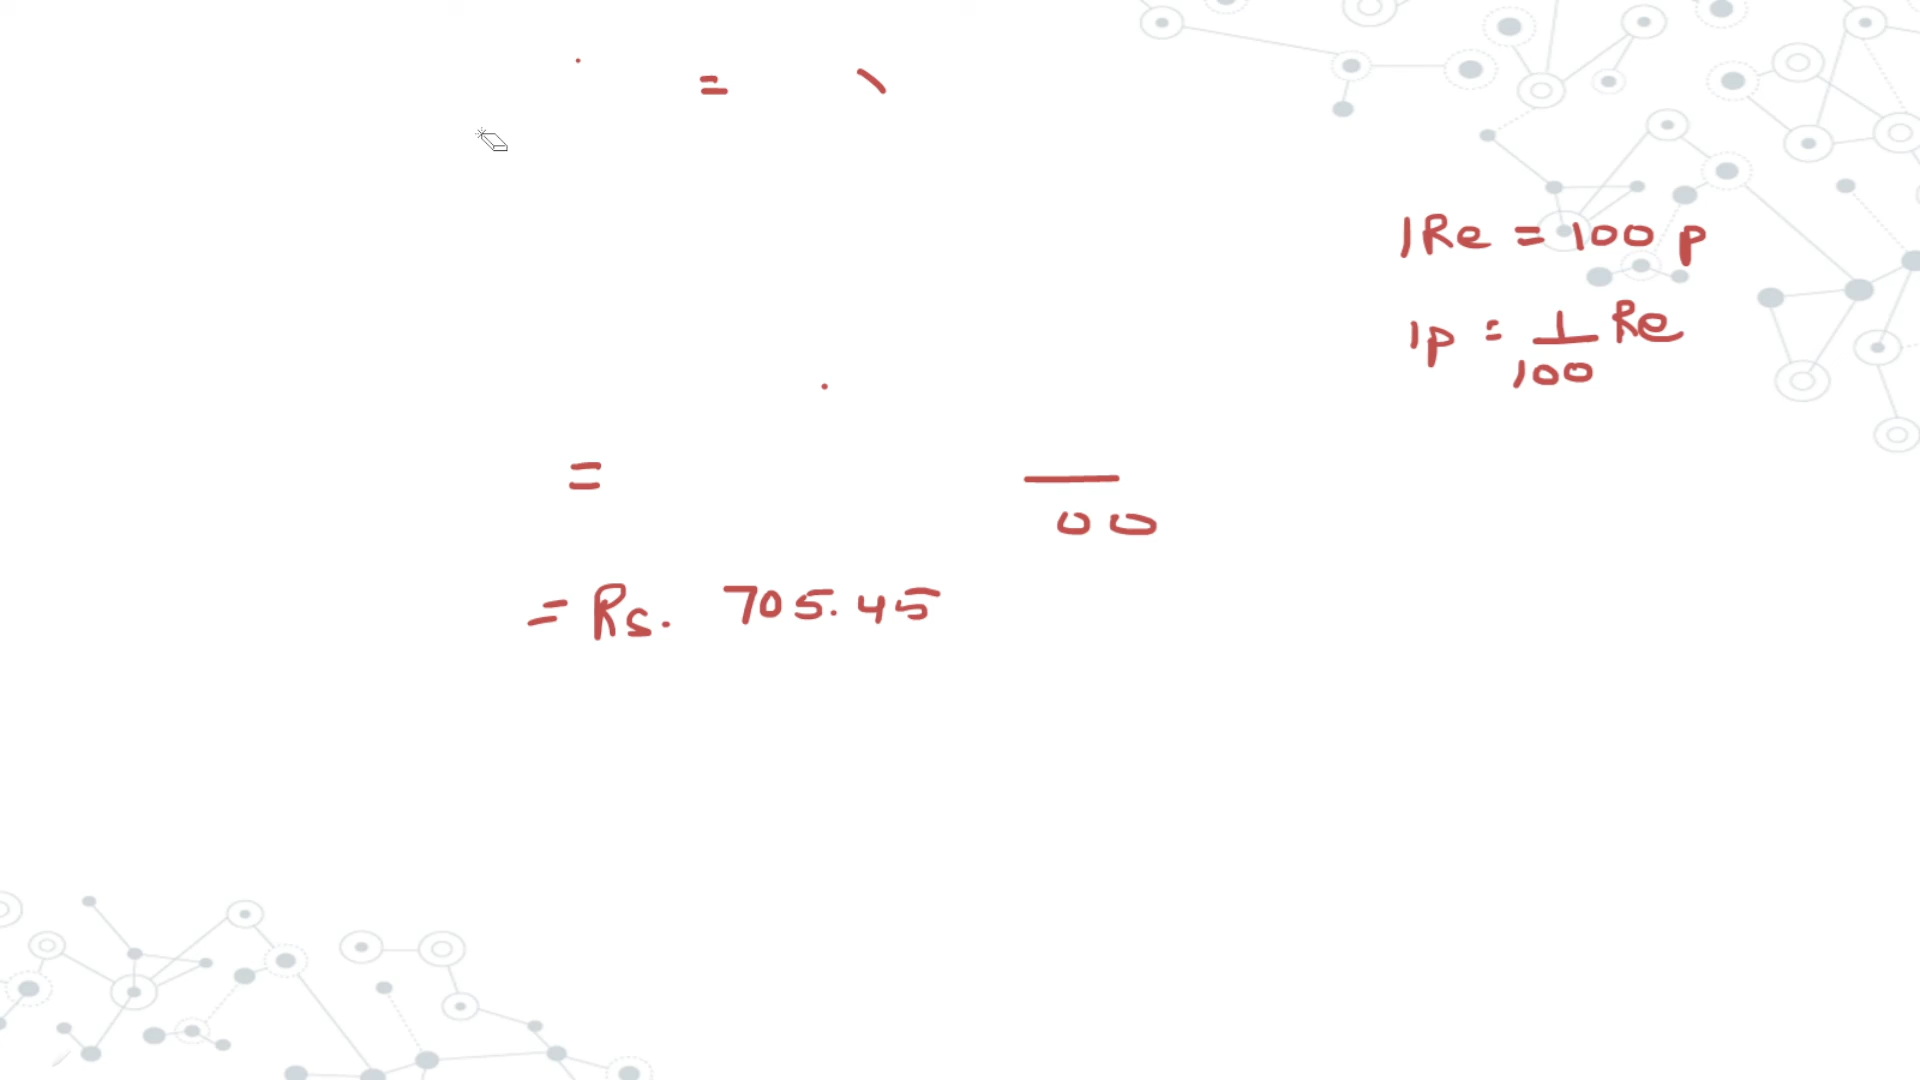 =
1Re = 100 p
1p = 1/100 Re
=
00
= Rs. 705.45